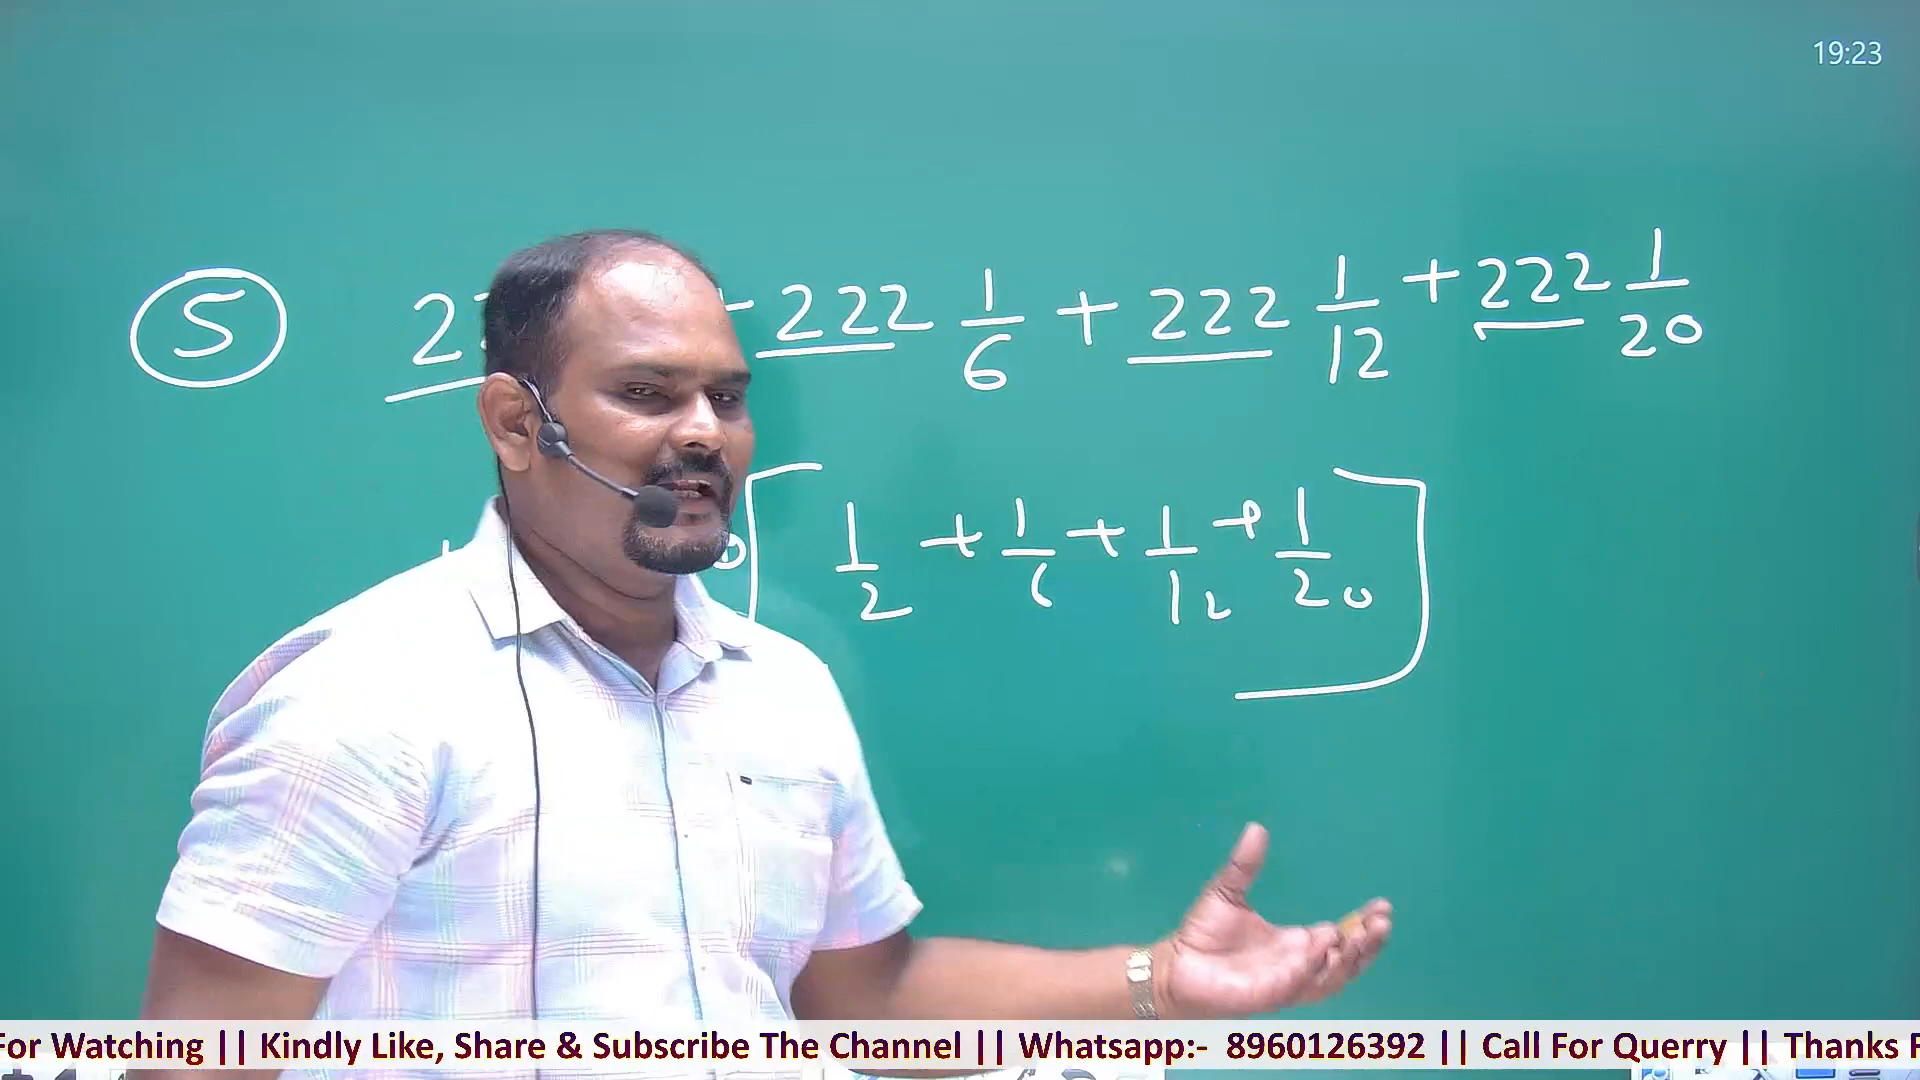 19:23
5 2 + 222 1/6 + 222 1/12 + 222 1/20
[ 1/2 + 1/6 + 1/12 + 1/20 ]
For Watching || Kindly Like, Share & Subscribe The Channel || Whatsapp:- 8960126392 || Call For Querry || Thanks F